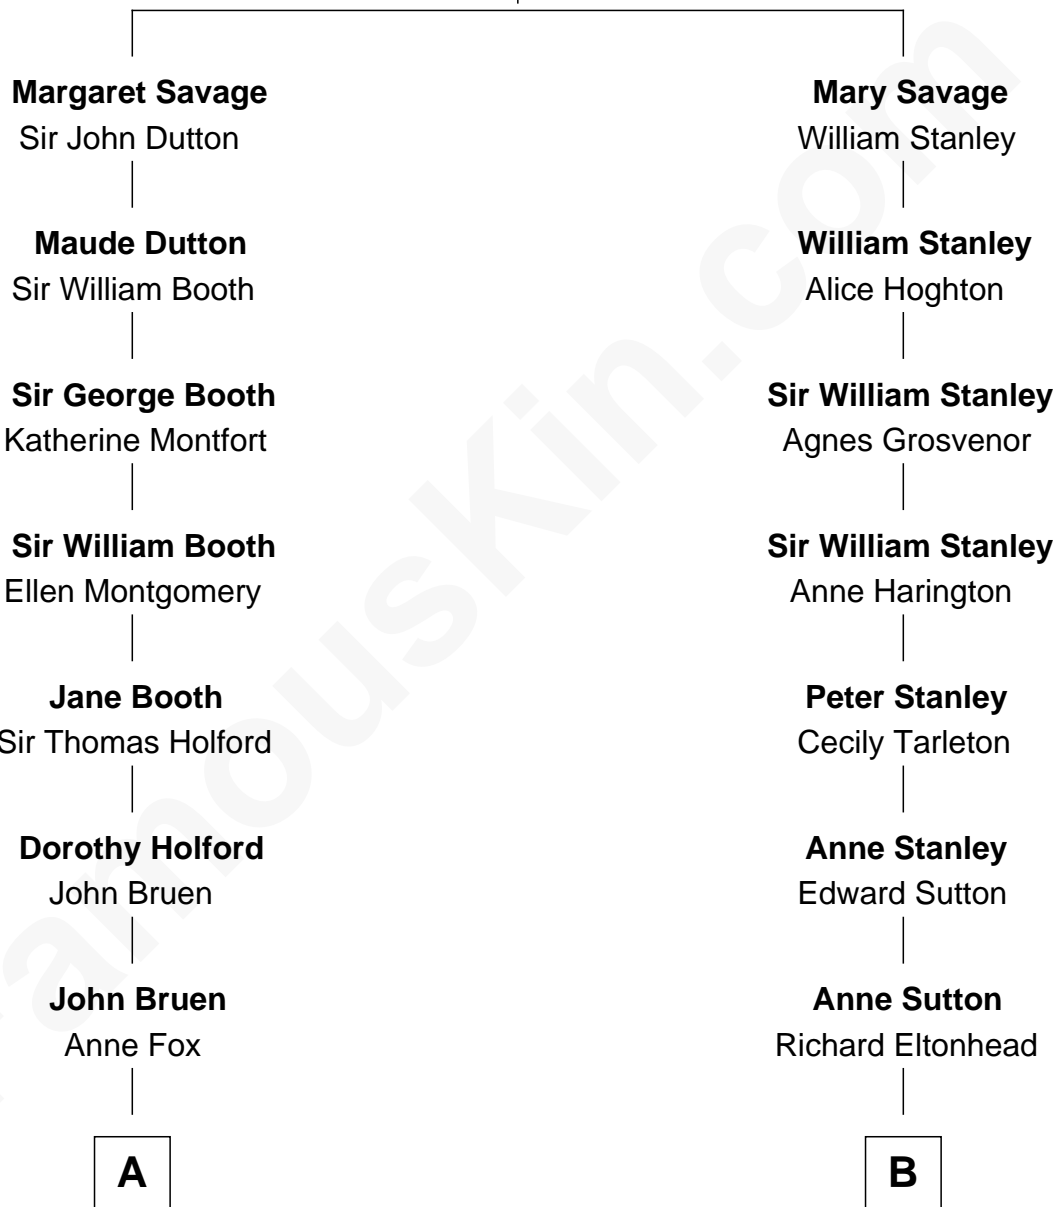 Margaret Savage
Sir John Dutton
Maude Dutton
Sir William Booth
Sir George Booth
Katherine Montfort
Sir William Booth
Ellen Montgomery
Jane Booth
Sir Thomas Holford
Dorothy Holford
John Bruen
John Bruen
Anne Fox
A
Mary Savage
William Stanley
William Stanley
Alice Hoghton
Sir William Stanley
Agnes Grosvenor
Sir William Stanley
Anne Harington
Peter Stanley
Cecily Tarleton
Anne Stanley
Edward Sutton
Anne Sutton
Richard Eltonhead
B
FamousKin.com